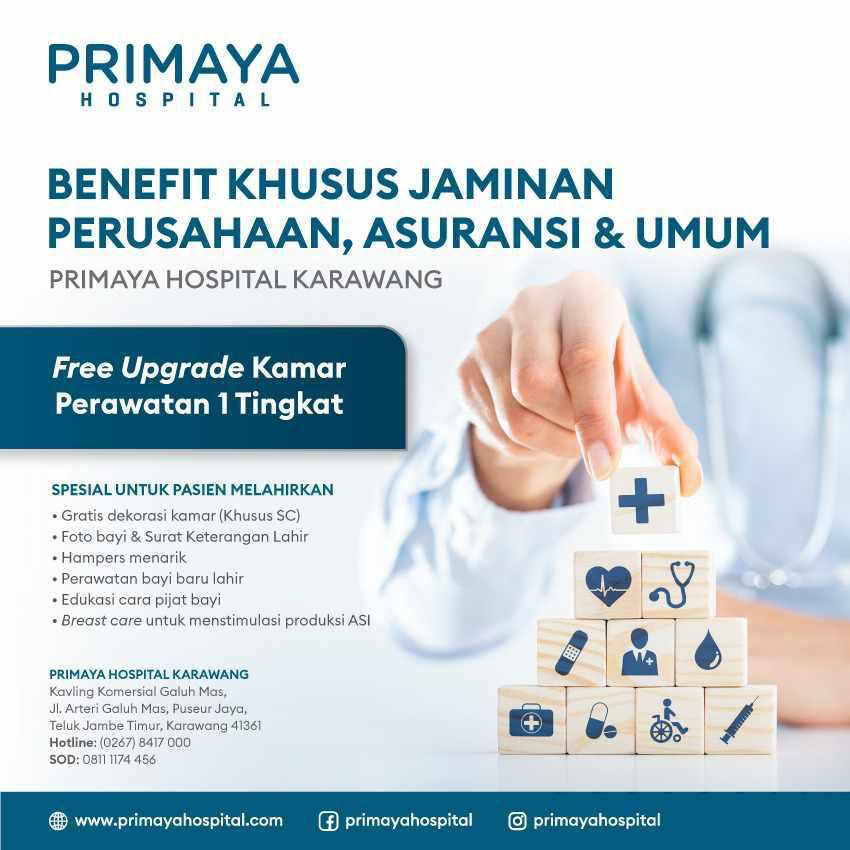 PRIMAYA
HOSPITAL
BENEFIT KHUSUS JAMINAN
PERUSAHAAN, ASURANSI & UMUM
PRIMAYA HOSPITAL KARAWANG
Free Upgrade Kamar
Perawatan 1 Tingkat
SPESIAL UNTUK PASIEN MELAHIRKAN
• Gratis dekorasi kamar (Khusus SC)
• Foto bayi & Surat Keterangan Lahir
• Hampers menarik
• Perawatan bayi baru lahir
• Edukasi cara pijat bayi
• Breast care untuk menstimulasi produksi ASI
PRIMAYA HOSPITAL KARAWANG
Kavling Komersial Galuh Mas,
Jl. Arteri Galuh Mas, Puseur Jaya,
Teluk Jambe Timur, Karawang 41361
Hotline: (0267) 8417 000
SOD: 0811 1174 456
www.primayahospital.com primayahospital primayahospital